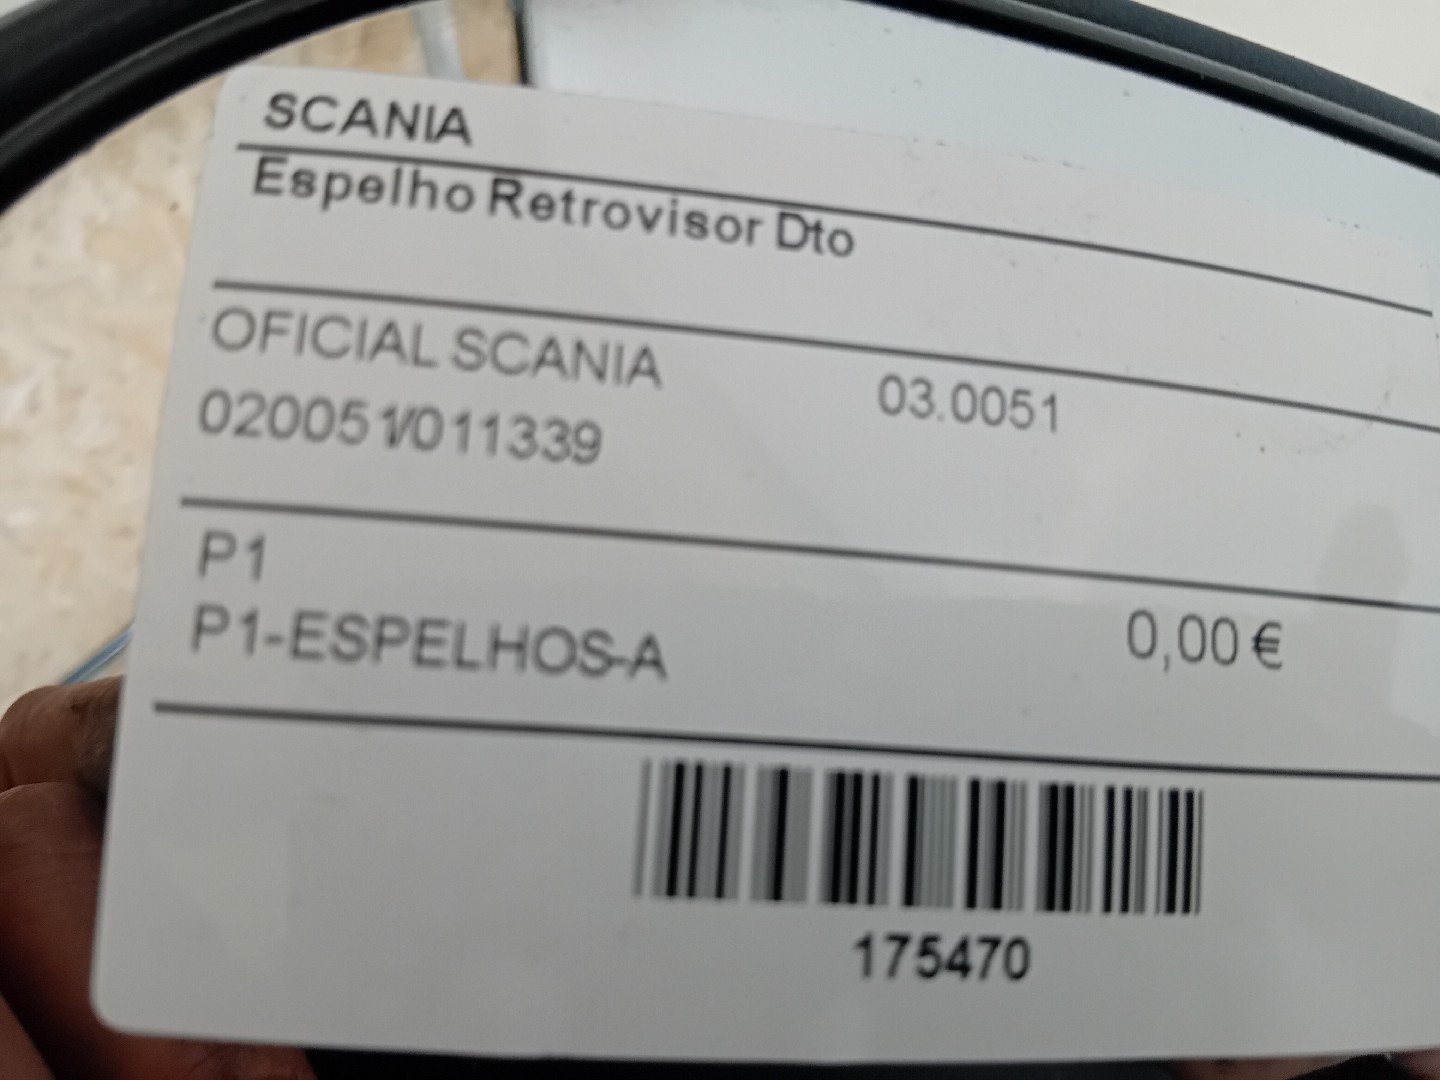 SCANIA
Espelho Retrovisor Dto
OFICIAL SCANIA 03.0051
020051/011339
P1
P1-ESPELHOS-A 0,00 €
175470